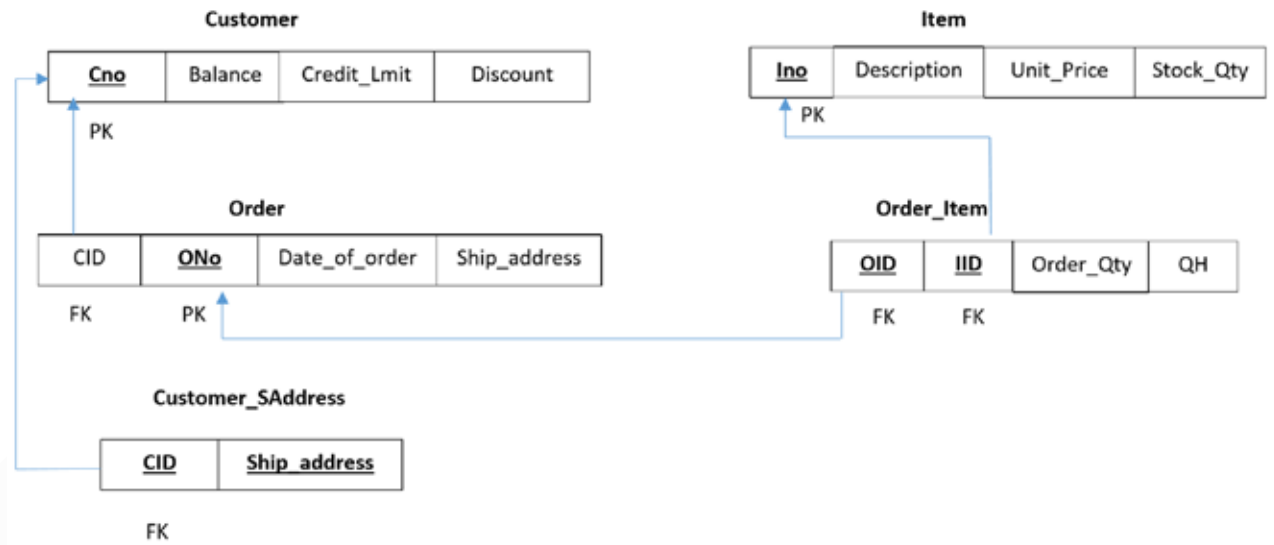 Customer
Item
Cno Balance Credit_Lmit Discount
Ino Description Unit_Price Stock_Qty
PK
PK
Order
Order_Item
CID ONo Date_of_order Ship_address
OID IID Order_Qty QH
FK PK
FK FK
Customer_SAddress
CID Ship_address
FK